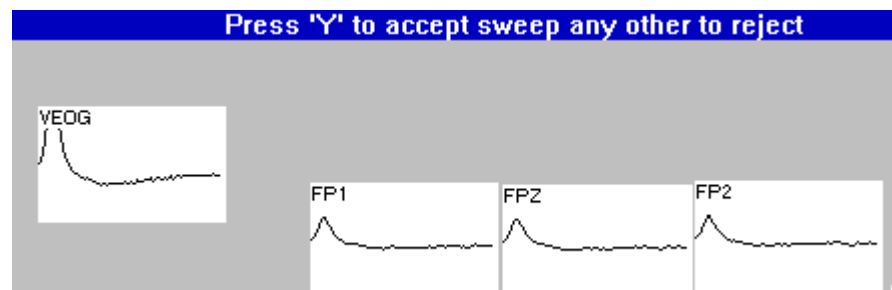 Press 'Y' to accept sweep any other to reject
VEOG
FP1
FPZ
FP2